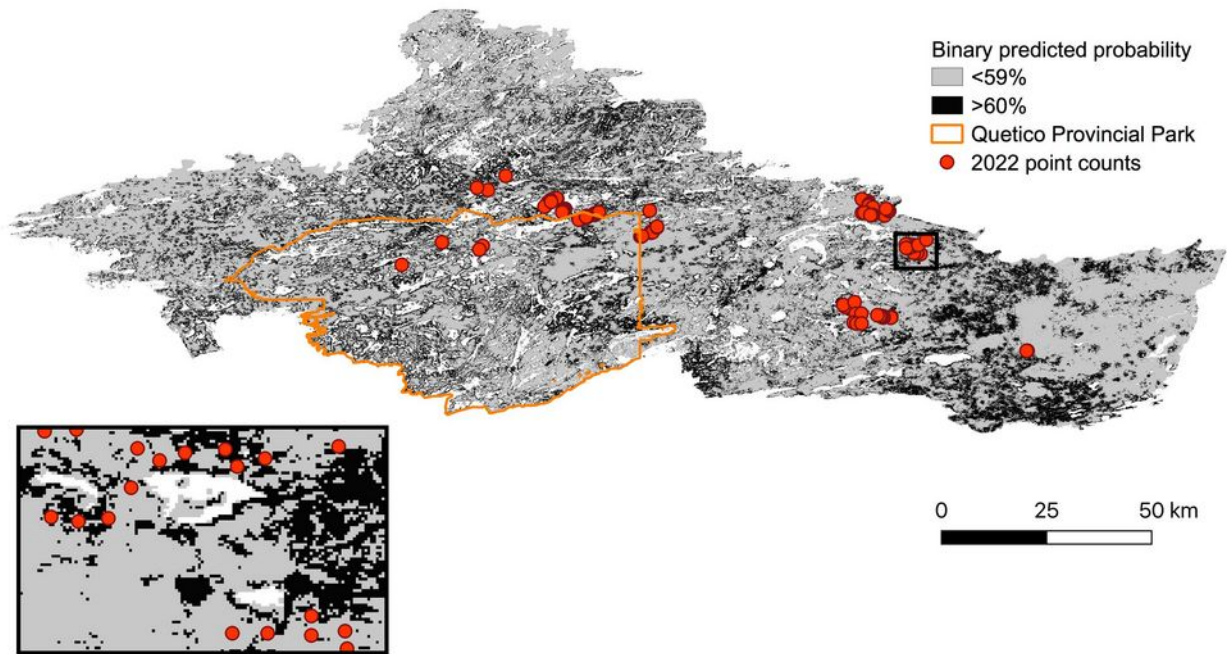 Binary predicted probability
<59%
>60%
Quetico Provincial Park
2022 point counts
0 25 50 km